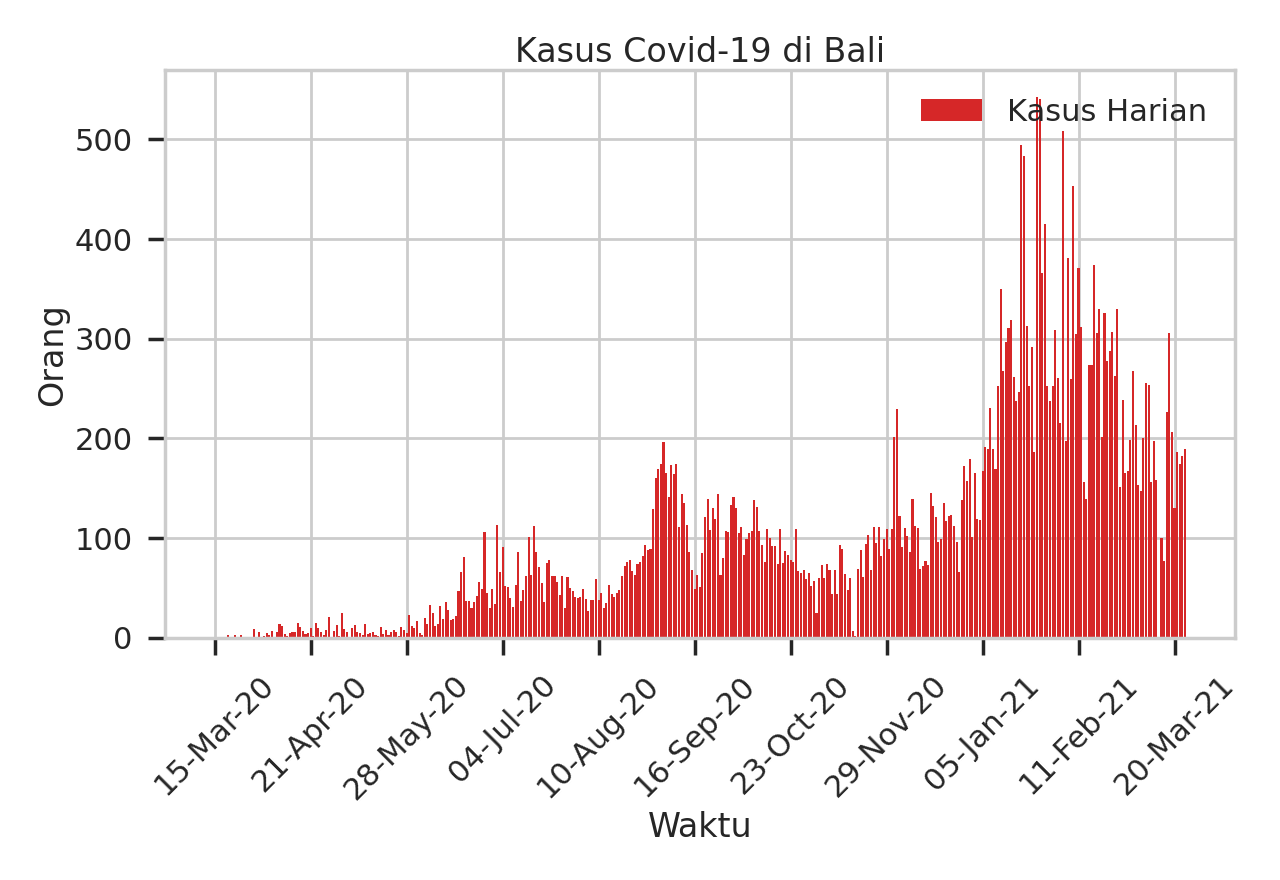 Kasus Covid-19 di Bali
Kasus Harian
Orang
500
400
300
200
100
0
15-Mar-20
21-Apr-20
28-May-20
04-Jul-20
10-Aug-20
16-Sep-20
23-Oct-20
29-Nov-20
05-Jan-21
11-Feb-21
20-Mar-21
Waktu